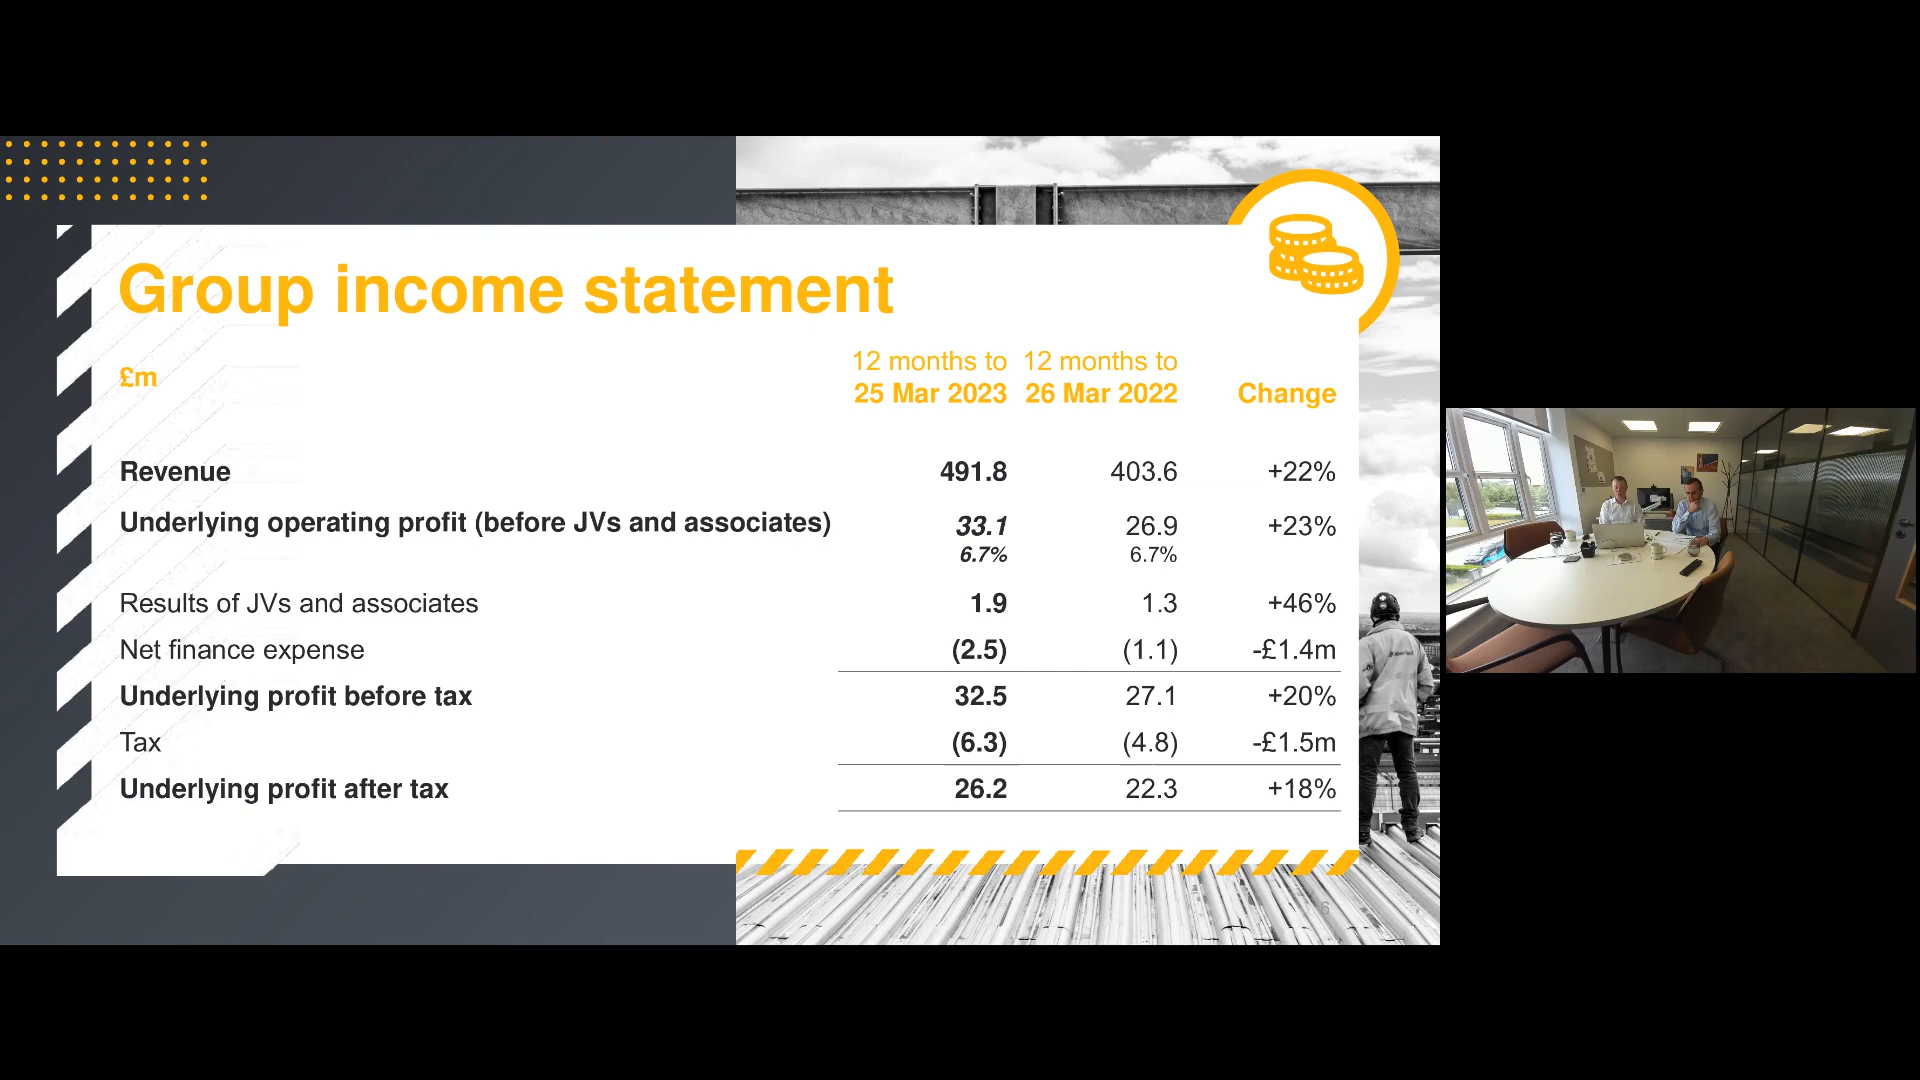 Group income statement
£m
12 months to 12 months to
25 Mar 2023 26 Mar 2022 Change
Revenue 491.8 403.6 +22%
Underlying operating profit (before JVs and associates) 33.1 26.9 +23%
6.7% 6.7%
Results of JVs and associates 1.9 1.3 +46%
Net finance expense (2.5) (1.1) -£1.4m
Underlying profit before tax 32.5 27.1 +20%
Tax (6.3) (4.8) -£1.5m
Underlying profit after tax 26.2 22.3 +18%
6